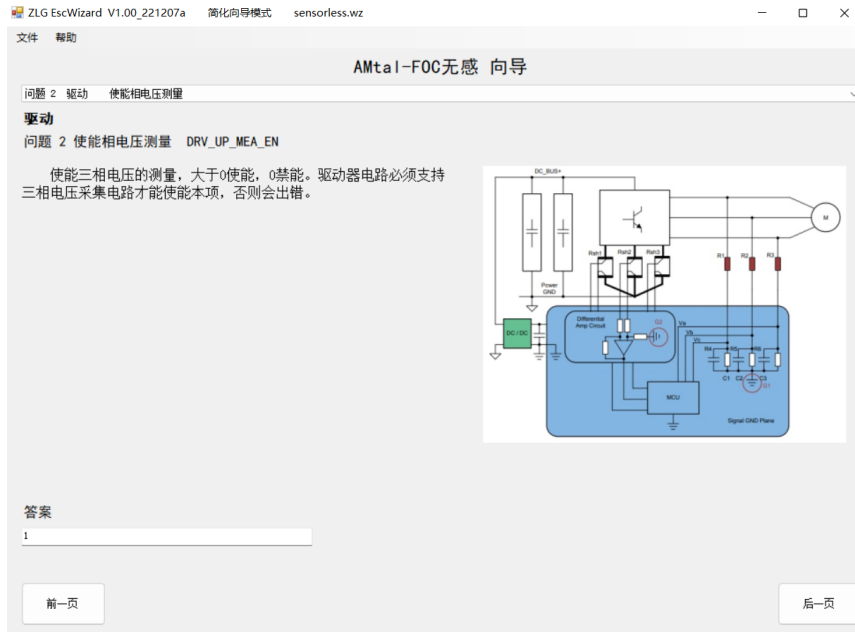 ZLG EscWizard V1.00_221207a 简化向导模式 sensorless.wz
文件 帮助
AMtal-FOC无感 向导
问题 2 驱动 使能相电压测量
驱动
问题 2 使能相电压测量 DRV_UP_MEA_EN
使能三相电压的测量，大于0使能，0禁能。驱动器电路必须支持
三相电压采集电路才能使能本项，否则会出错。
DC_BUS+
M
Rsh1 Rsh2 Rsh3
R1 R2 R3
Power
GND
Differential
Amp Circuit
G2
Va
Vb
Vc
DC / DC
R4 R5 R6
C1 C2 C3
G1
MCU
Signal GND Plane
答案
1
前一页 后一页